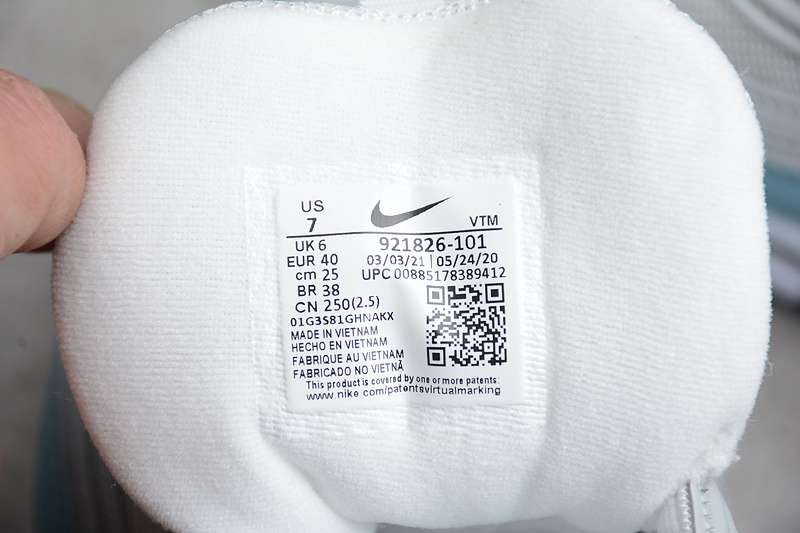 US
7
VTM
UK 6
921826-101
EUR 40
03/03/21 | 05/24/20
cm 25
UPC 00885178389412
BR 38
CN 250(2.5)
01G3S81GHNAKX
MADE IN VIETNAM
HECHO EN VIETNAM
FABRIQUE AU VIETNAM
FABRICADO NO VIETNÃ
This product is covered by one or more patents:
www.nike.com/patentsvirtualmarking